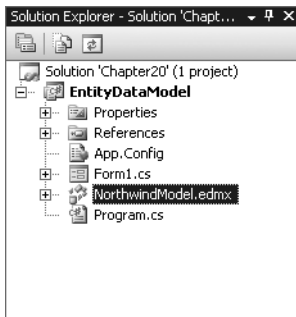 Solution Explorer - Solution 'Chapt...
Solution 'Chapter20' (1 project)
EntityDataModel
Properties
References
App.Config
Form1.cs
NorthwindModel.edmx
Program.cs